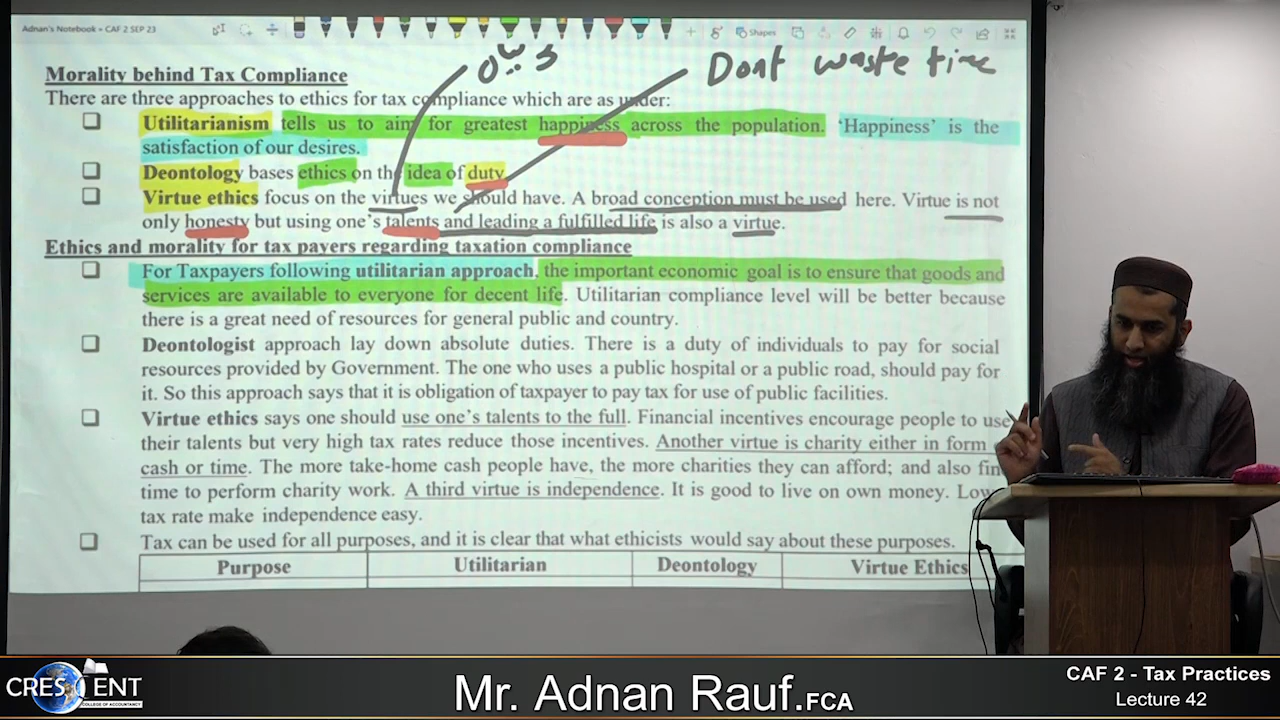 Adnan's Notebook » CAF 2 SEP 23
Shapes
Dont waste time
Morality behind Tax Compliance
There are three approaches to ethics for tax compliance which are as under:
Utilitarianism tells us to aim for greatest happiness across the population. 'Happiness' is the
satisfaction of our desires.
Deontology bases ethics on the idea of duty
Virtue ethics focus on the virtues we should have. A broad conception must be used here. Virtue is not
only honesty but using one's talents and leading a fulfilled life is also a virtue.
Ethics and morality for tax payers regarding taxation compliance
For Taxpayers following utilitarian approach, the important economic goal is to ensure that goods and
services are available to everyone for decent life. Utilitarian compliance level will be better because
there is a great need of resources for general public and country.
Deontologist approach lay down absolute duties. There is a duty of individuals to pay for social
resources provided by Government. The one who uses a public hospital or a public road, should pay for
it. So this approach says that it is obligation of taxpayer to pay tax for use of public facilities.
Virtue ethics says one should use one's talents to the full. Financial incentives encourage people to use
their talents but very high tax rates reduce those incentives. Another virtue is charity either in form
cash or time. The more take-home cash people have, the more charities they can afford; and also fin
time to perform charity work. A third virtue is independence. It is good to live on own money. Low
tax rate make independence easy.
Tax can be used for all purposes, and it is clear that what ethicists would say about these purposes.
Purpose Utilitarian Deontology Virtue Ethics
CRESCENT
COLLEGE OF ACCOUNTANCY
Mr. Adnan Rauf.FCA
CAF 2 - Tax Practices
Lecture 42